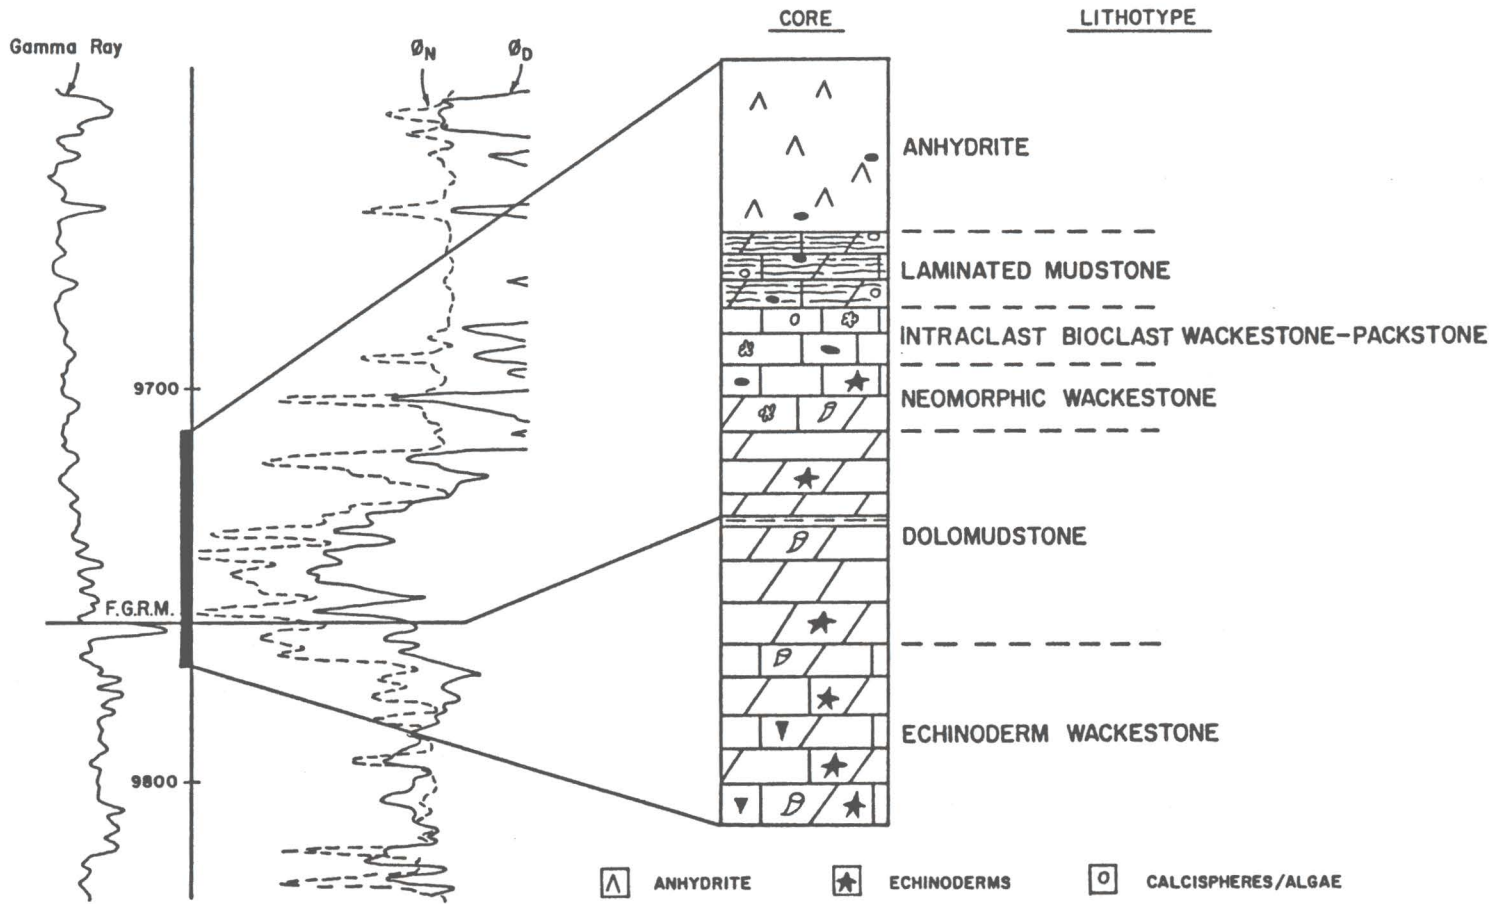 CORE
LITHOTYPE
Gamma Ray
ØN
ØD
ANHYDRITE
LAMINATED MUDSTONE
INTRACLAST BIOCLAST WACKESTONE-PACKSTONE
9700
NEOMORPHIC WACKESTONE
DOLOMUDSTONE
F.G.R.M.
ECHINODERM WACKESTONE
9800
ANHYDRITE
ECHINODERMS
CALCISPHERES/ALGAE